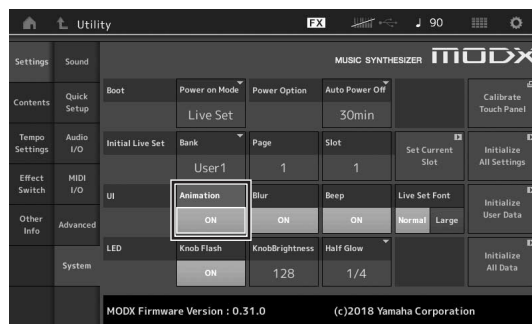 Utility FX 90
MUSIC SYNTHESIZER MODX
Settings Sound
Contents Quick Setup
Tempo Settings Audio I/O
Effect Switch MIDI I/O
Other Info Advanced
System
Boot Power on Mode Power Option Auto Power Off Calibrate Touch Panel
Live Set 30min
Initial Live Set Bank Page Slot Set Current Slot Initialize All Settings
User1 1 1
UI Animation Blur Beep Live Set Font Initialize User Data
ON ON ON Normal Large
LED Knob Flash KnobBrightness Half Glow Initialize All Data
ON 128 1/4
MODX Firmware Version : 0.31.0 (c)2018 Yamaha Corporation